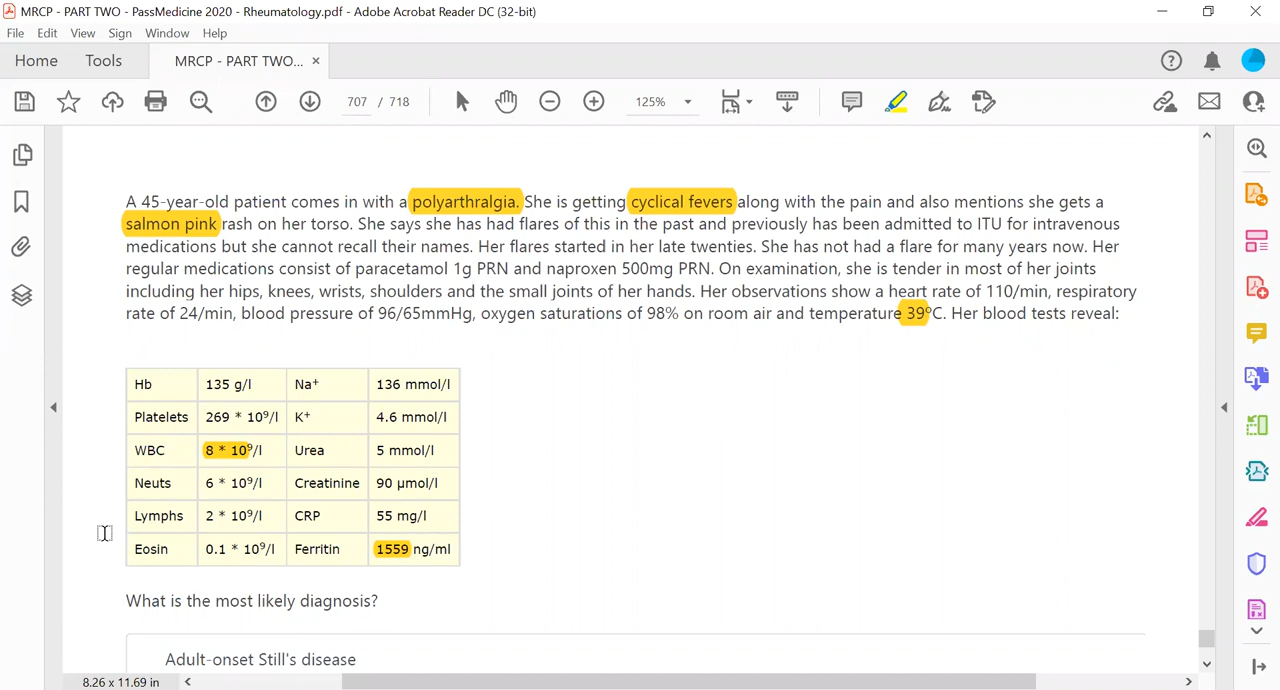 MRCP - PART TWO - PassMedicine 2020 - Rheumatology.pdf - Adobe Acrobat Reader DC (32-bit)
File Edit View Sign Window Help
Home Tools MRCP - PART TWO... ×
707 / 718 125%
A 45-year-old patient comes in with a polyarthralgia. She is getting cyclical fevers along with the pain and also mentions she gets a
salmon pink rash on her torso. She says she has had flares of this in the past and previously has been admitted to ITU for intravenous
medications but she cannot recall their names. Her flares started in her late twenties. She has not had a flare for many years now. Her
regular medications consist of paracetamol 1g PRN and naproxen 500mg PRN. On examination, she is tender in most of her joints
including her hips, knees, wrists, shoulders and the small joints of her hands. Her observations show a heart rate of 110/min, respiratory
rate of 24/min, blood pressure of 96/65mmHg, oxygen saturations of 98% on room air and temperature 39ºC. Her blood tests reveal:
Hb 135 g/l Na⁺ 136 mmol/l
Platelets 269 * 10⁹/l K⁺ 4.6 mmol/l
WBC 8 * 10⁹/l Urea 5 mmol/l
Neuts 6 * 10⁹/l Creatinine 90 µmol/l
Lymphs 2 * 10⁹/l CRP 55 mg/l
Eosin 0.1 * 10⁹/l Ferritin 1559 ng/ml
What is the most likely diagnosis?
Adult-onset Still's disease
8.26 x 11.69 in